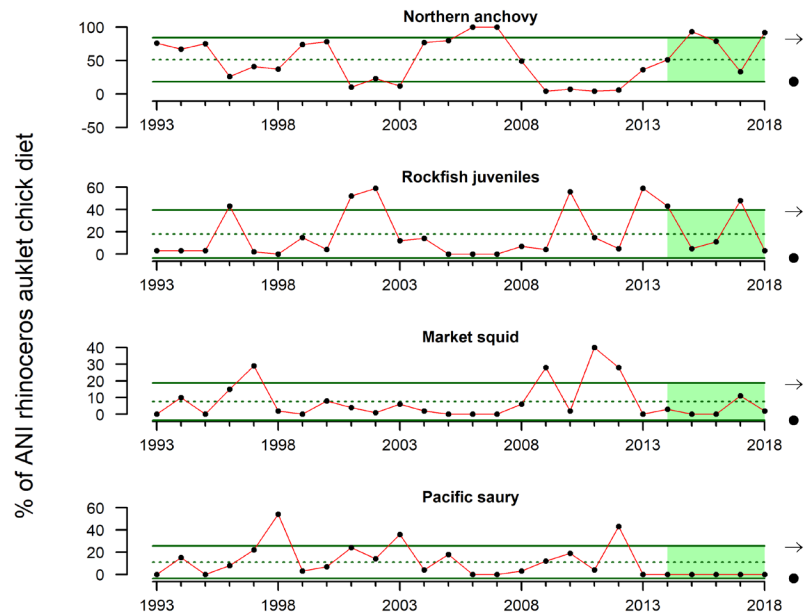 % of ANI rhinoceros auklet chick diet
Northern anchovy
100
50
0
-50
1993 1998 2003 2008 2013 2018
Rockfish juveniles
60
40
20
0
1993 1998 2003 2008 2013 2018
Market squid
40
30
20
10
0
1993 1998 2003 2008 2013 2018
Pacific saury
60
40
20
0
1993 1998 2003 2008 2013 2018